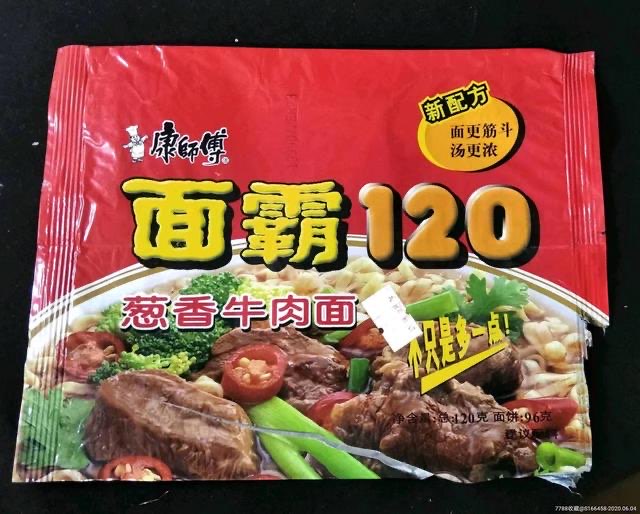 新配方
面更筋斗
汤更浓
康師傅
面霸120
葱香牛肉面
不只是多一点!
净含量:总:120克 面饼:96克
7788收藏@S166458-2020.06.04